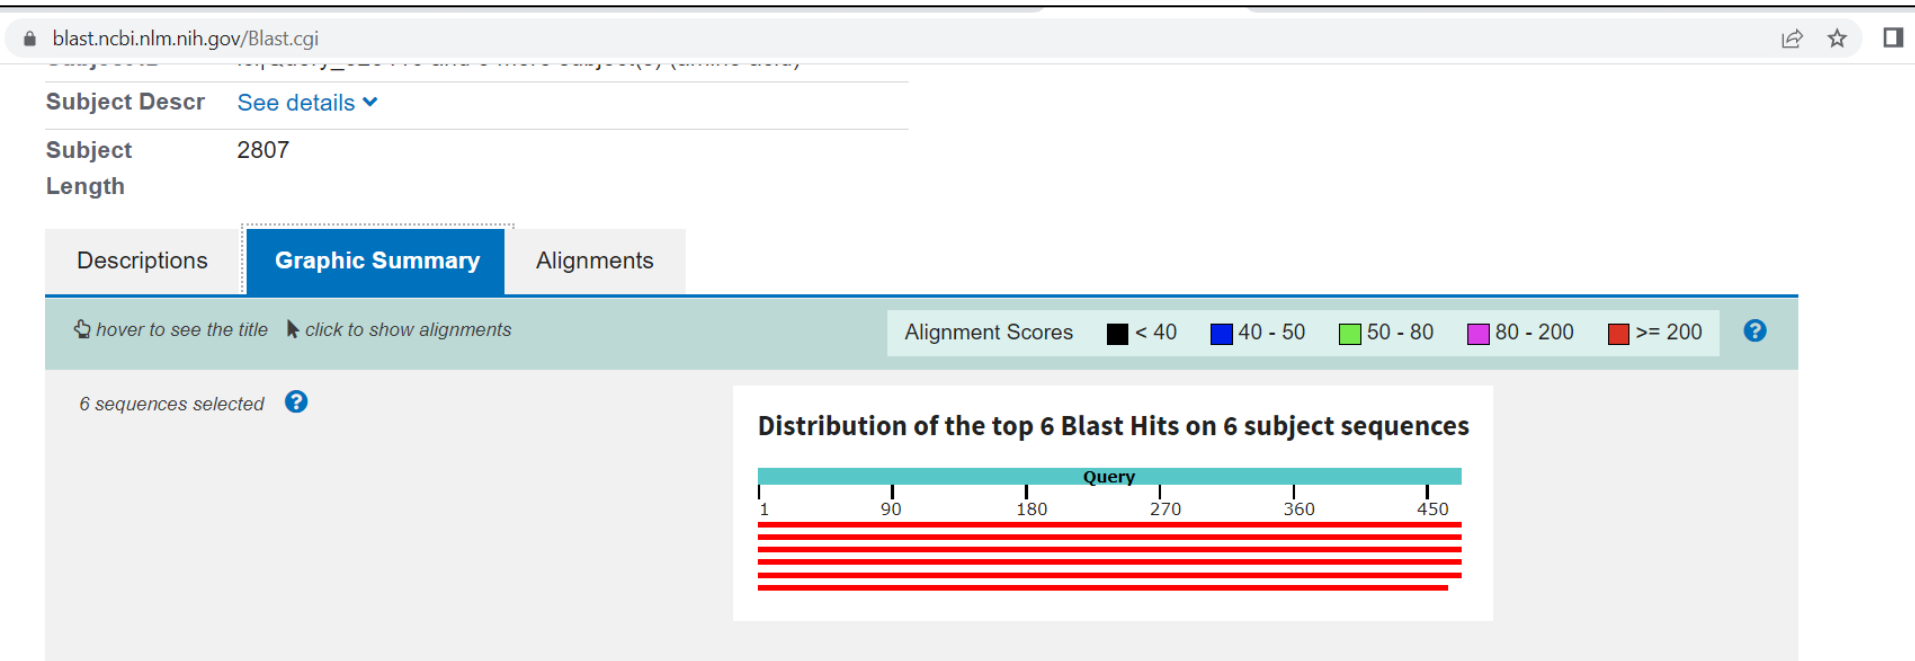 blast.ncbi.nlm.nih.gov/Blast.cgi
Subject Descr See details
Subject Length 2807
Descriptions Graphic Summary Alignments
hover to see the title click to show alignments Alignment Scores < 40 40 - 50 50 - 80 80 - 200 >= 200 ?
6 sequences selected ?
Distribution of the top 6 Blast Hits on 6 subject sequences
Query
1 90 180 270 360 450